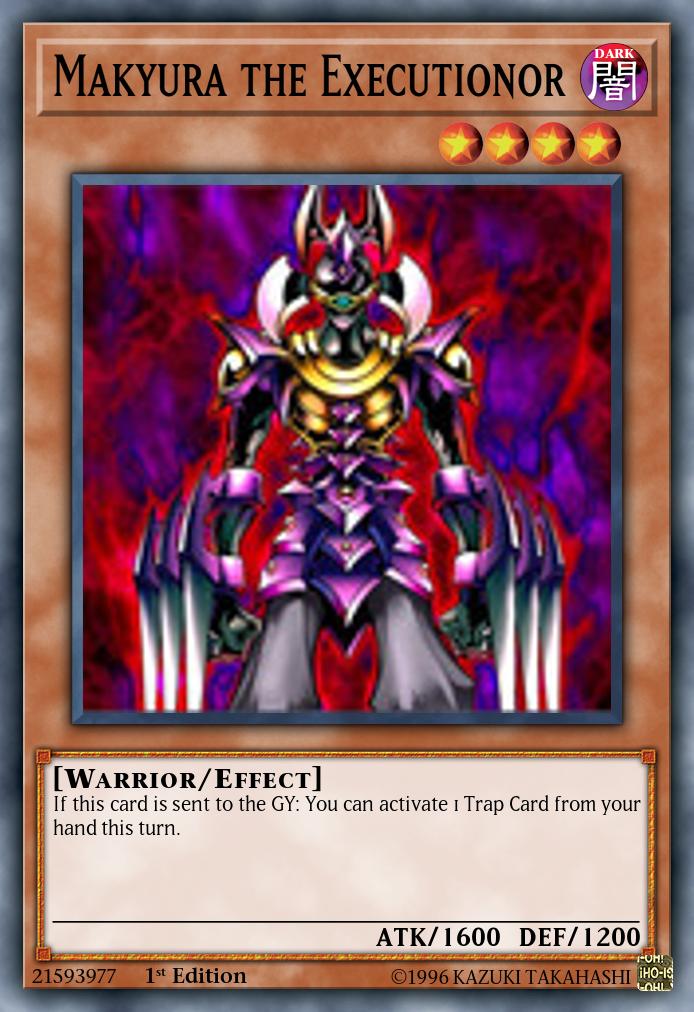 Makyura the Executionor
DARK
闇
[Warrior/Effect]
If this card is sent to the GY: You can activate 1 Trap Card from your
hand this turn.
ATK/1600 DEF/1200
21593977 1st Edition ©1996 KAZUKI TAKAHASHI